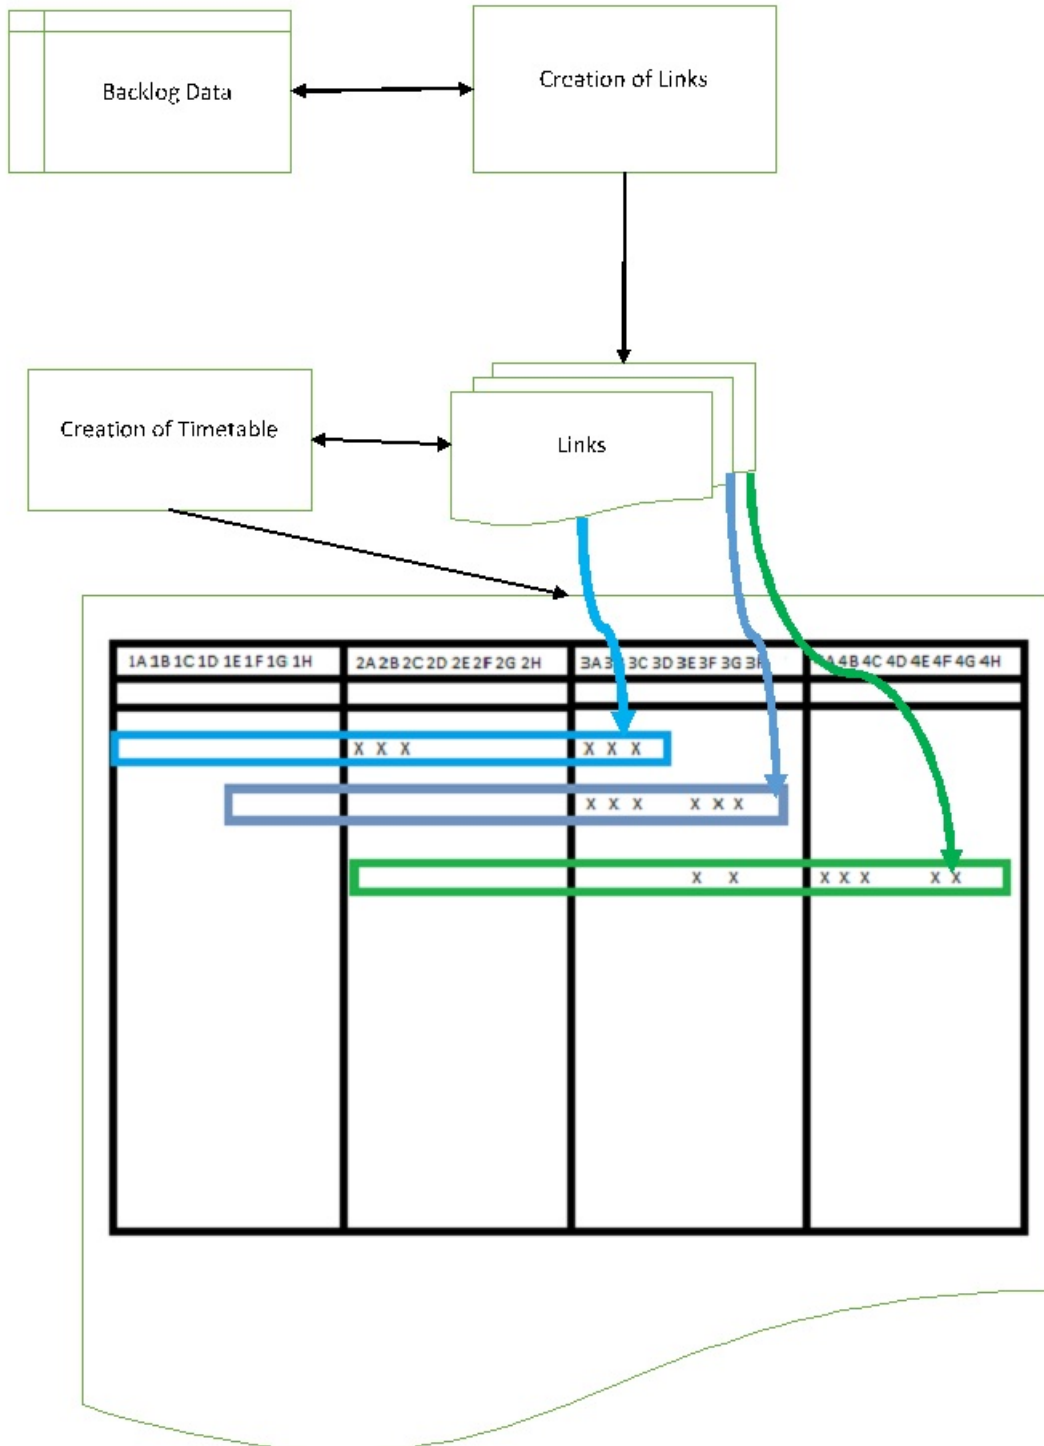 Backlog Data
Creation of Links
Creation of Timetable
Links
1A 1B 1C 1D 1E 1F 1G 1H
2A 2B 2C 2D 2E 2F 2G 2H
3A 3C 3D 3E 3F 3G
4B 4C 4D 4E 4F 4G 4H
X X X X X X
X X X X X X
X X X X X X X